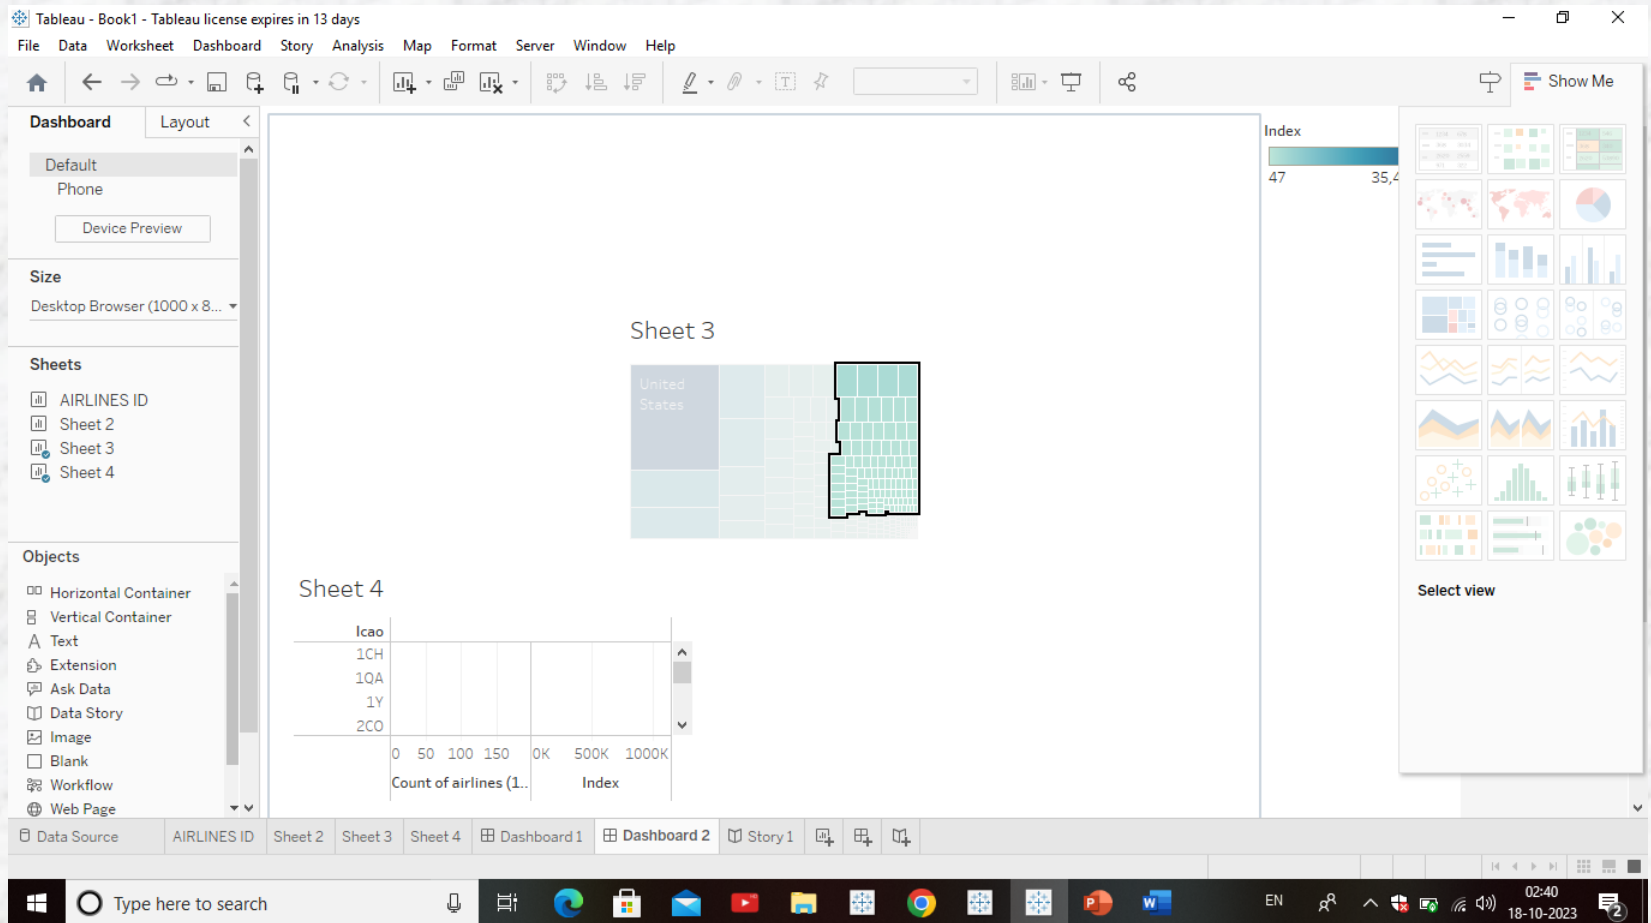 Tableau - Book1 - Tableau license expires in 13 days
File Data Worksheet Dashboard Story Analysis Map Format Server Window Help
Show Me
Dashboard Layout
Default
Phone
Device Preview
Size
Desktop Browser (1000 x 8...
Sheets
AIRLINES ID
Sheet 2
Sheet 3
Sheet 4
Objects
Horizontal Container
Vertical Container
Text
Extension
Ask Data
Data Story
Image
Blank
Workflow
Web Page
Sheet 3
United
States
Sheet 4
Icao
1CH
1QA
1Y
2CO
0 50 100 150 0K 500K 1000K
Count of airlines (1.. Index
Index
47 35,4
Select view
Data Source AIRLINES ID Sheet 2 Sheet 3 Sheet 4 Dashboard 1 Dashboard 2 Story 1
Type here to search
EN
02:40
18-10-2023
2